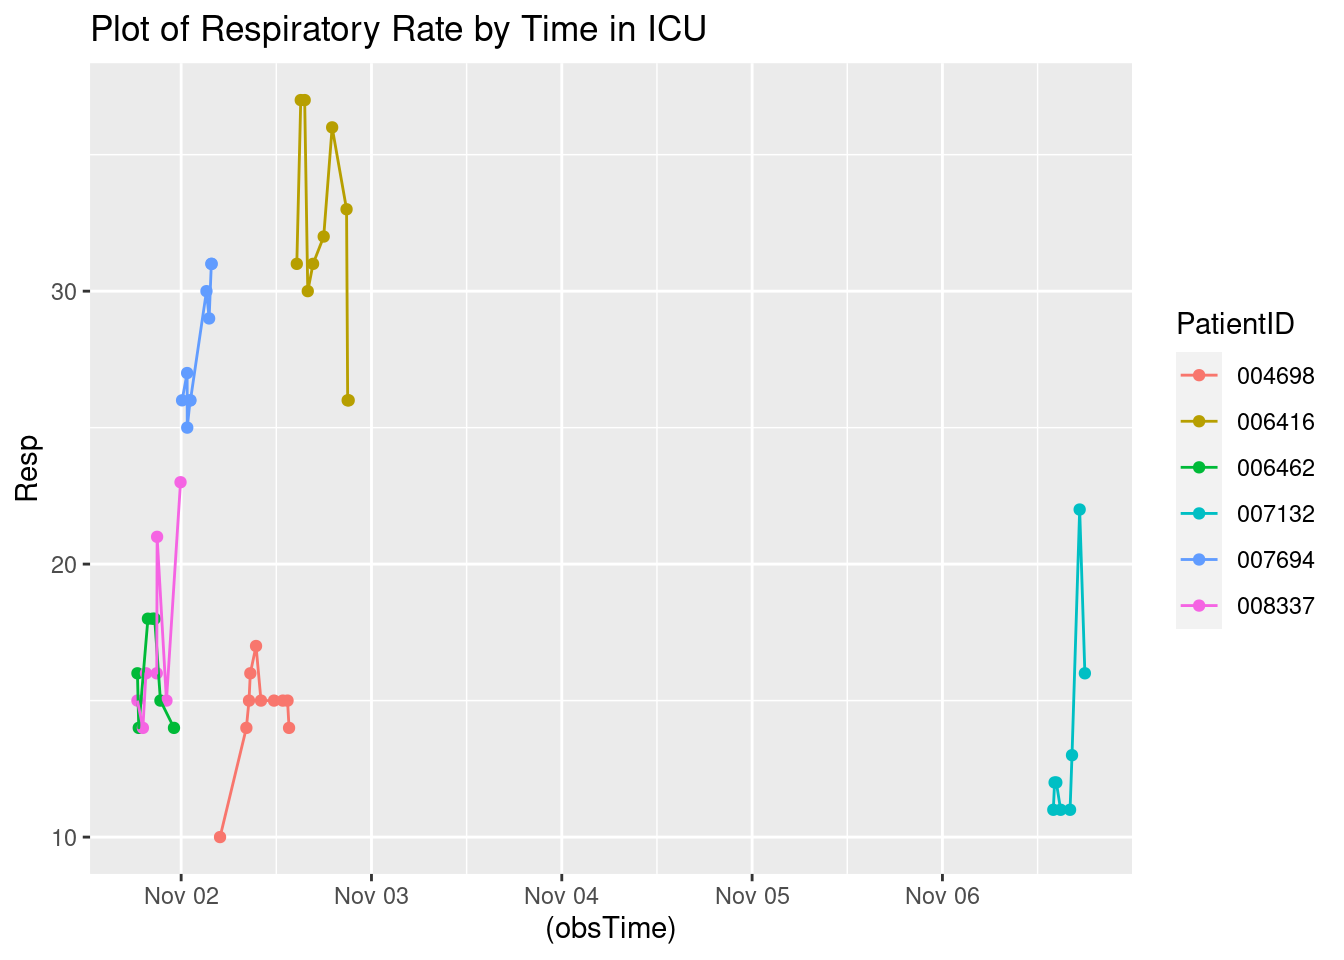 Plot of Respiratory Rate by Time in ICU
Resp
30
20
10
Nov 02
Nov 03
Nov 04
Nov 05
Nov 06
(obsTime)
PatientID
004698
006416
006462
007132
007694
008337